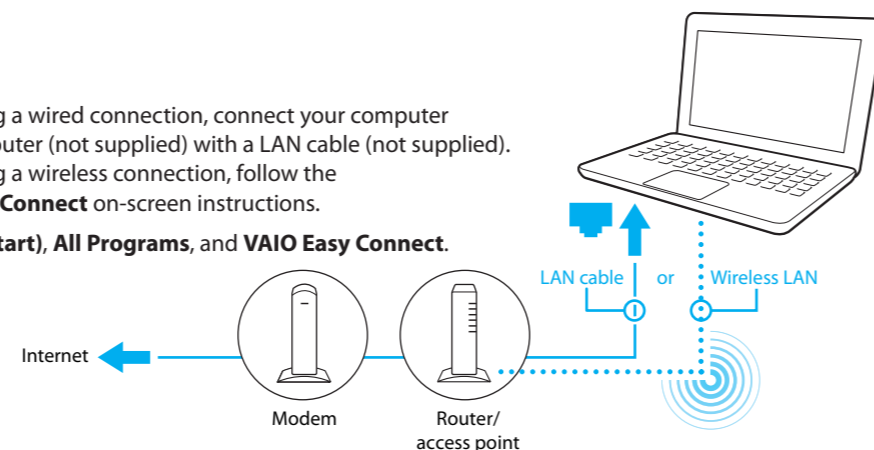 g a wired connection, connect your computer
uter (not supplied) with a LAN cable (not supplied).
g a wireless connection, follow the
Connect on-screen instructions.
tart), All Programs, and VAIO Easy Connect.
LAN cable or Wireless LAN
Internet
Modem
Router/
access point